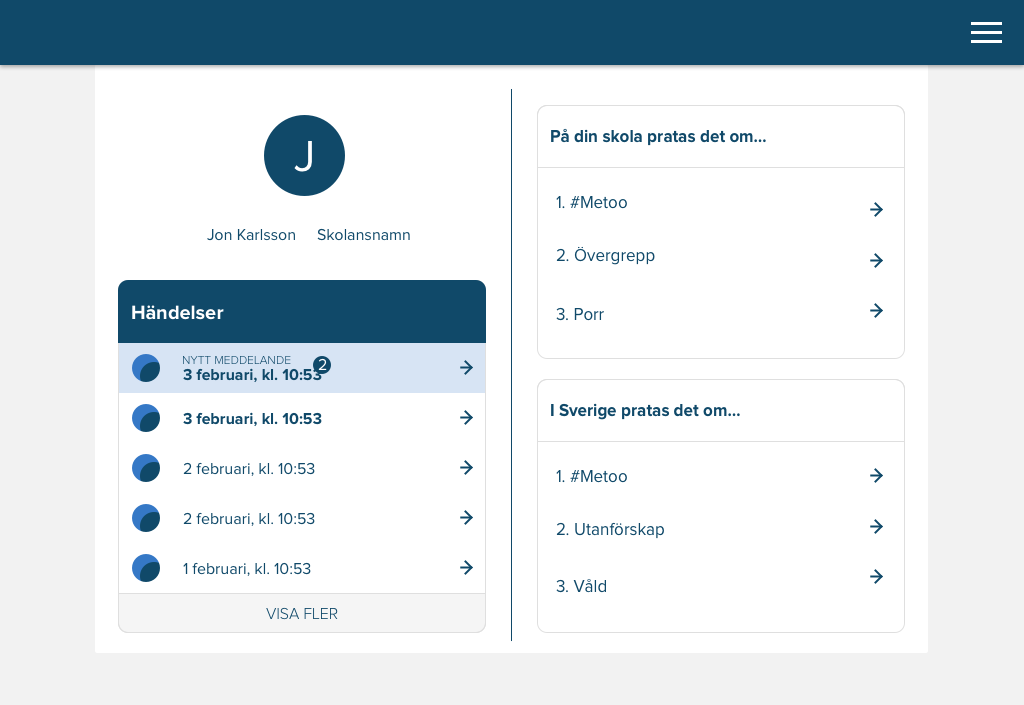 J
Jon Karlsson Skolansnamn
Händelser
NYTT MEDDELANDE 2
3 februari, kl. 10:53
3 februari, kl. 10:53
2 februari, kl. 10:53
2 februari, kl. 10:53
1 februari, kl. 10:53
VISA FLER
På din skola pratas det om...
1. #Metoo
2. Övergrepp
3. Porr
I Sverige pratas det om...
1. #Metoo
2. Utanförskap
3. Våld